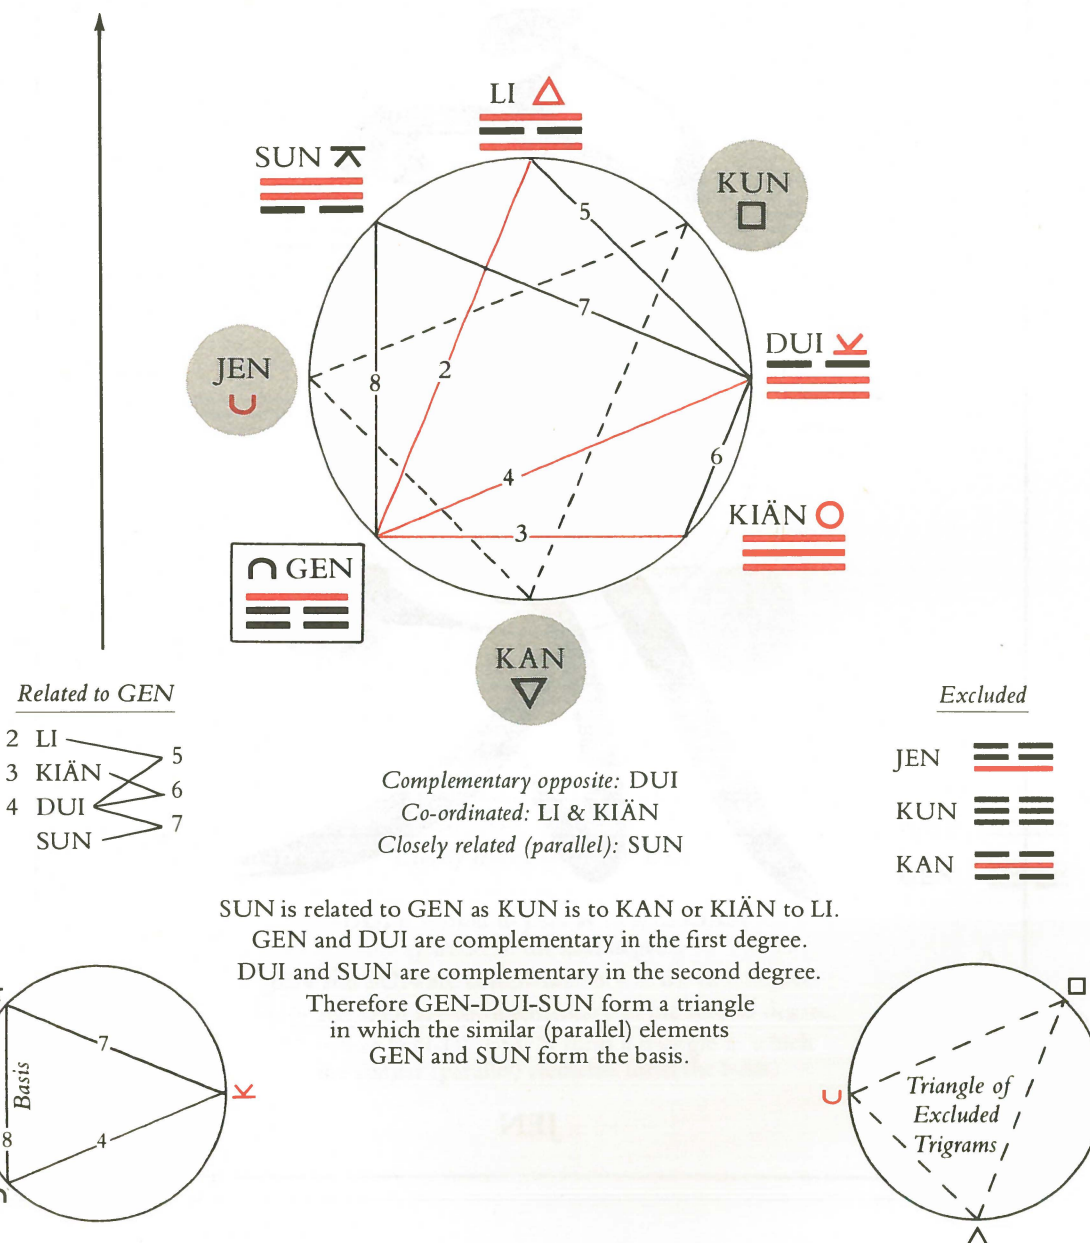 LI
SUN
KUN
5
7
DUI
JEN
2
8
6
4
KIÄN
3
GEN
KAN
Related to GEN
2 LI
5
3 KIÄN
6
4 DUI
7
SUN
Complementary opposite: DUI
Co-ordinated: LI & KIÄN
Closely related (parallel): SUN
Excluded
JEN
KUN
KAN
SUN is related to GEN as KUN is to KAN or KIÄN to LI.
GEN and DUI are complementary in the first degree.
DUI and SUN are complementary in the second degree.
Therefore GEN-DUI-SUN form a triangle
in which the similar (parallel) elements
GEN and SUN form the basis.
7
Basis
8
4
Triangle of
Excluded
Trigrams